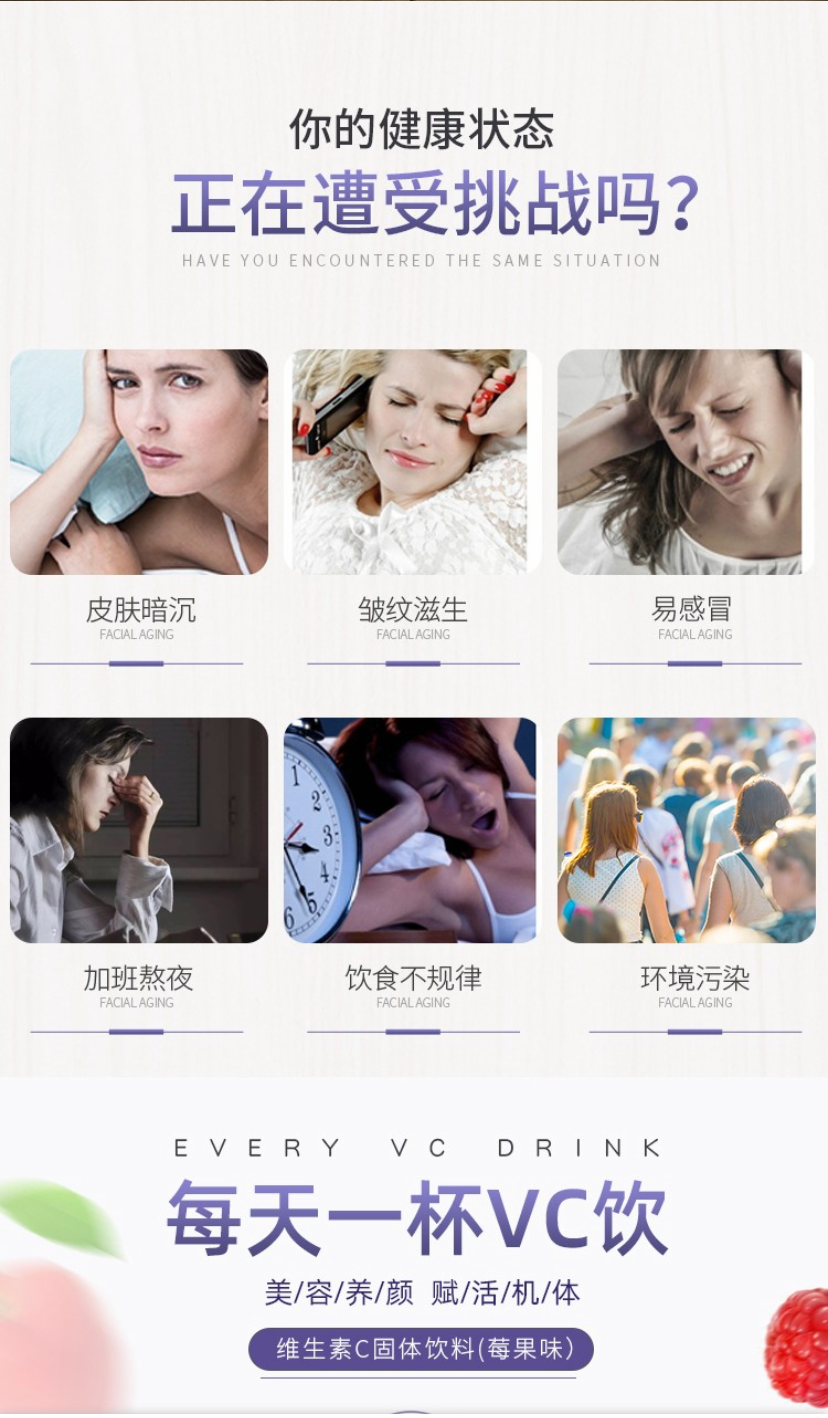 你的健康状态
正在遭受挑战吗?
HAVE YOU ENCOUNTERED THE SAME SITUATION
皮肤暗沉
FACIAL AGING
皱纹滋生
FACIAL AGING
易感冒
FACIAL AGING
加班熬夜
FACIAL AGING
饮食不规律
FACIAL AGING
环境污染
FACIAL AGING
EVERY VC DRINK
每天一杯VC饮
美/容/养/颜 赋/活/机/体
维生素C固体饮料(莓果味)